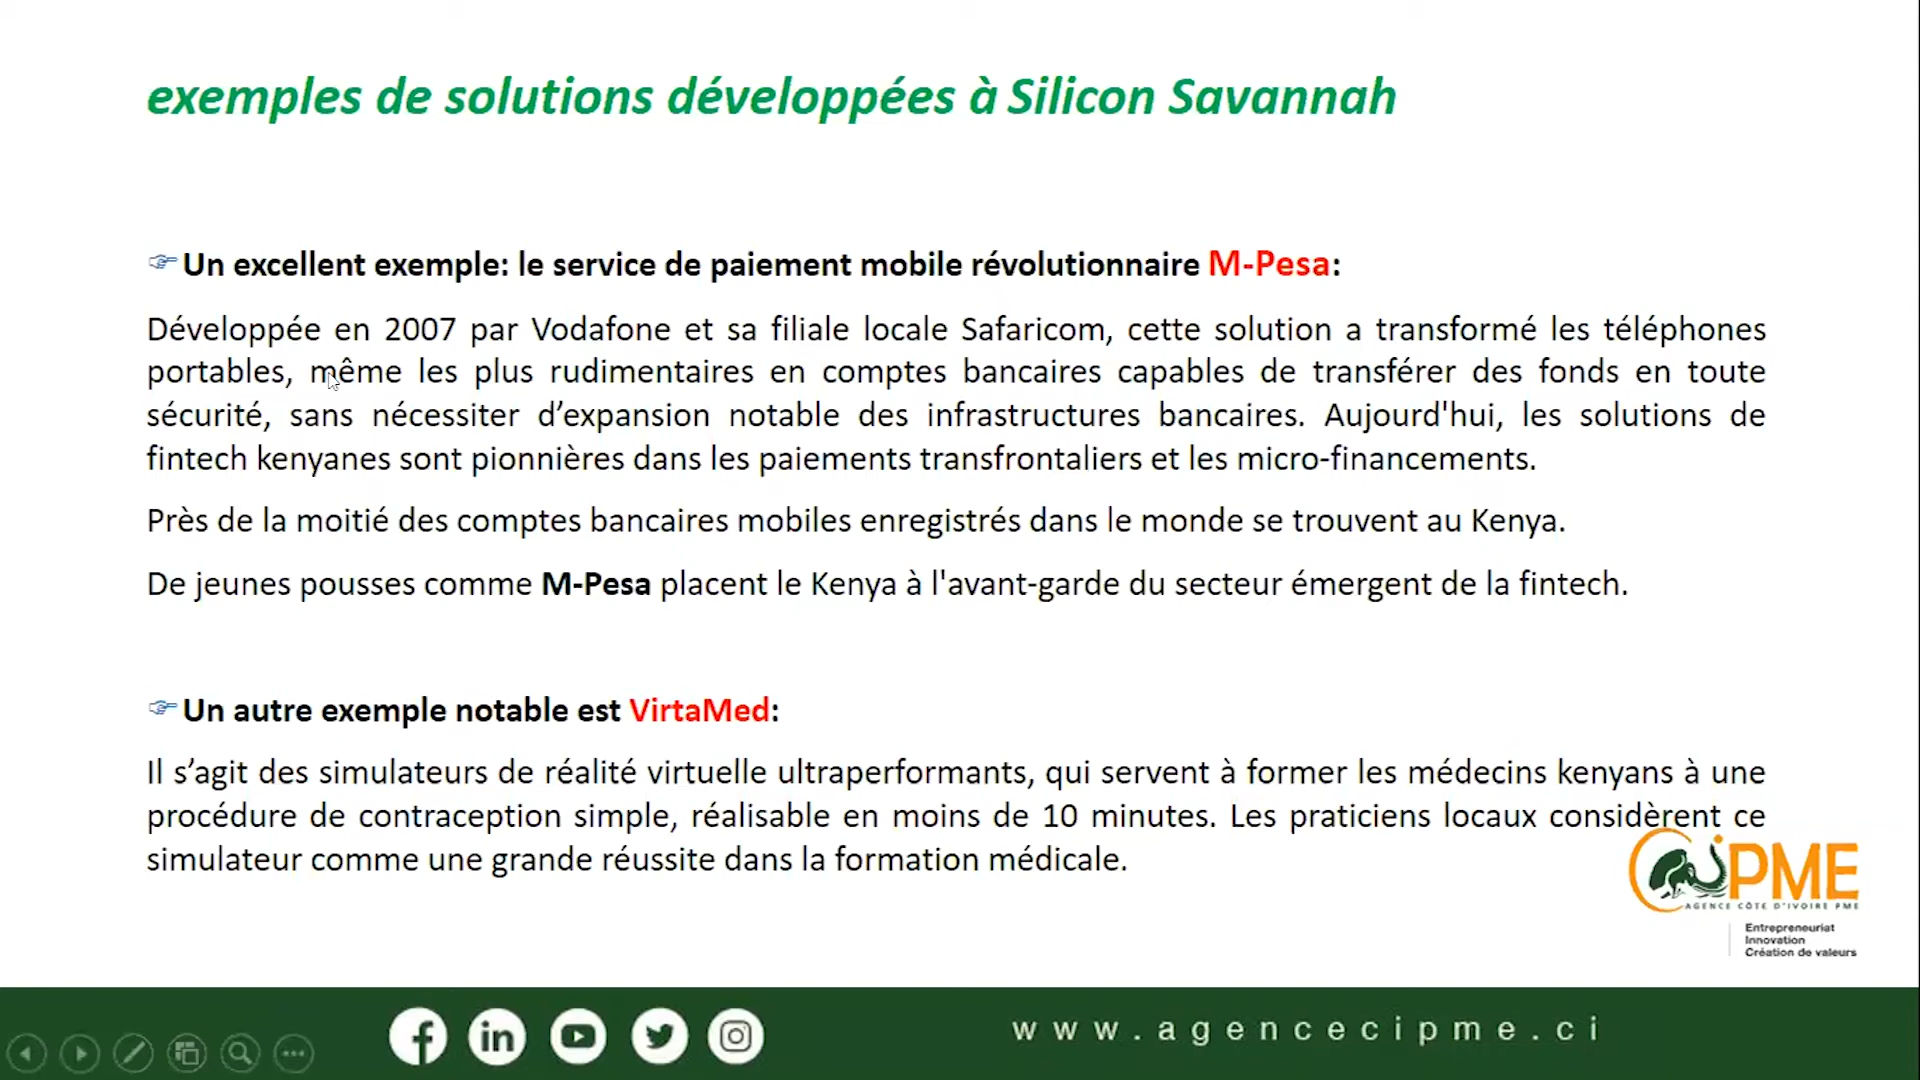 exemples de solutions développées à Silicon Savannah
Un excellent exemple: le service de paiement mobile révolutionnaire M-Pesa:
Développée en 2007 par Vodafone et sa filiale locale Safaricom, cette solution a transformé les téléphones
portables, même les plus rudimentaires en comptes bancaires capables de transférer des fonds en toute
sécurité, sans nécessiter d’expansion notable des infrastructures bancaires. Aujourd'hui, les solutions de
fintech kenyanes sont pionnières dans les paiements transfrontaliers et les micro-financements.
Près de la moitié des comptes bancaires mobiles enregistrés dans le monde se trouvent au Kenya.
De jeunes pousses comme M-Pesa placent le Kenya à l'avant-garde du secteur émergent de la fintech.
Un autre exemple notable est VirtaMed:
Il s’agit des simulateurs de réalité virtuelle ultraperformants, qui servent à former les médecins kenyans à une
procédure de contraception simple, réalisable en moins de 10 minutes. Les praticiens locaux considèrent ce
simulateur comme une grande réussite dans la formation médicale.
CiPME
AGENCE CÔTE D'IVOIRE PME
Entrepreneuriat
Innovation
Création de valeurs
www.agencecipme.ci